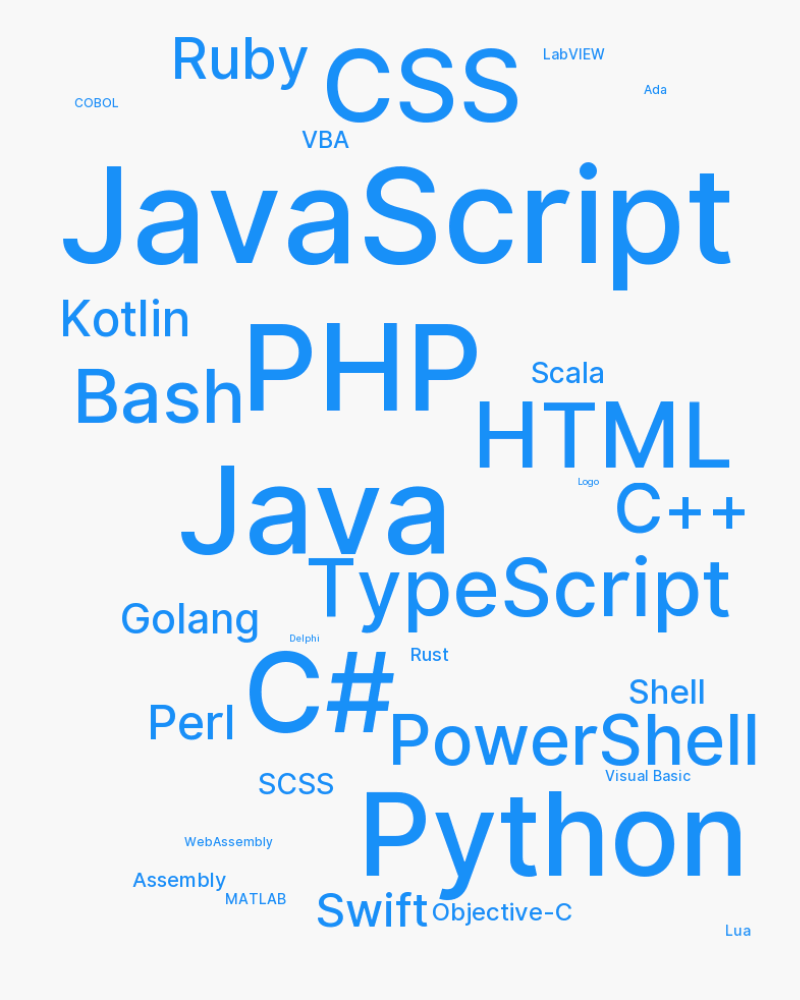 Ruby
CSS
LabVIEW
Ada
COBOL
VBA
JavaScript
Kotlin
PHP
Scala
Bash
HTML
Logo
C++
Java
TypeScript
Golang
Delphi
Rust
C#
Shell
Perl
PowerShell
Visual Basic
SCSS
Python
WebAssembly
Assembly
MATLAB
Swift
Objective-C
Lua